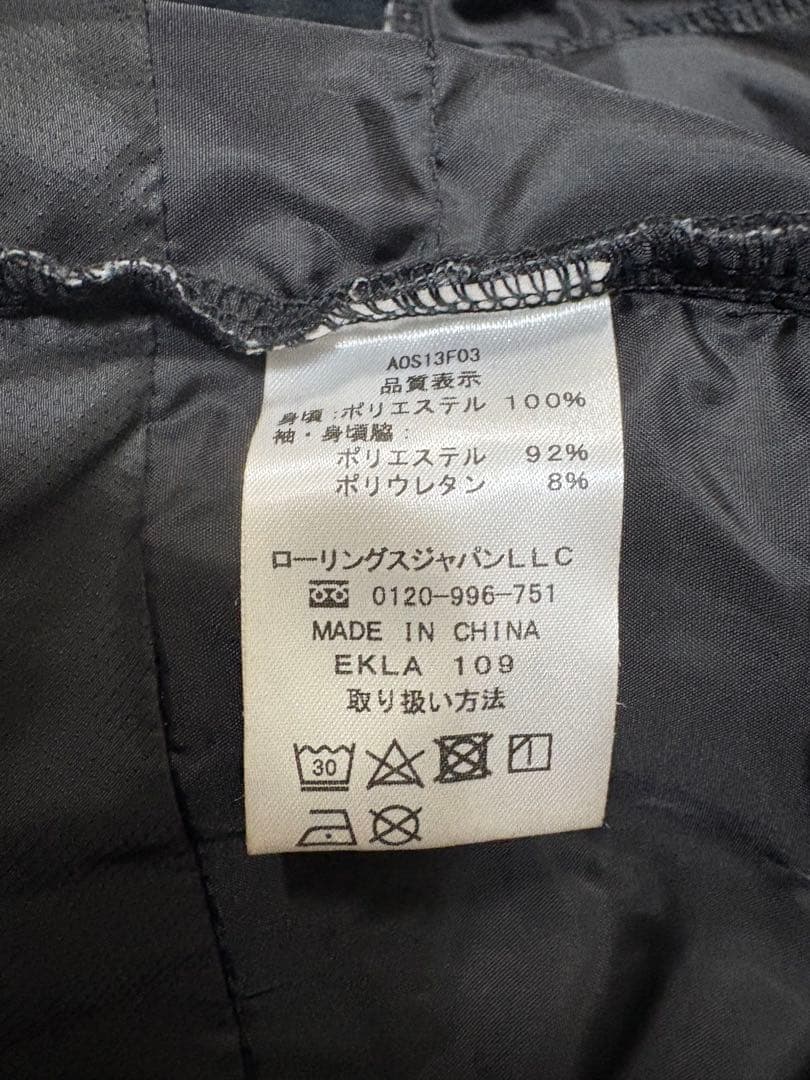 AOS13F03
品質表示
身頃:ポリエステル 100%
袖・身頃脇:
ポリエステル 92%
ポリウレタン 8%
ローリングスジャパンLLC
0120-996-751
MADE IN CHINA
EKLA 109
取り扱い方法
30